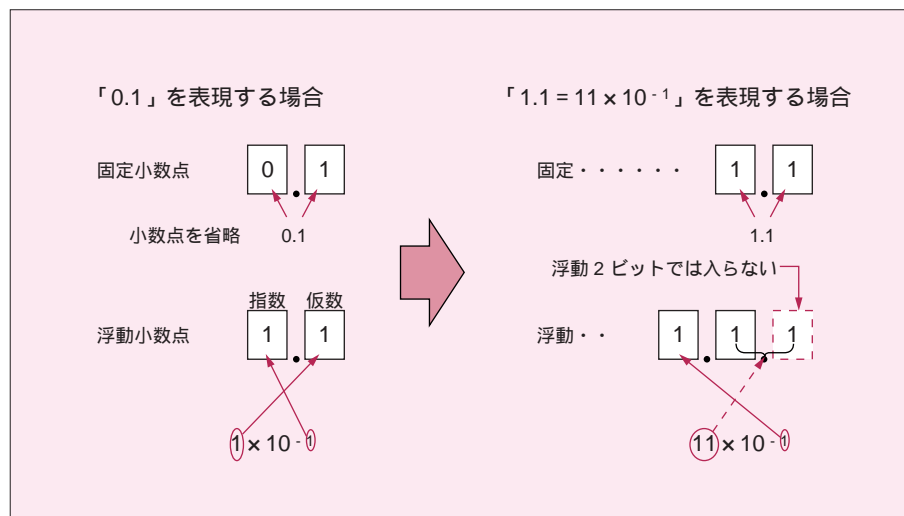 「0.1」を表現する場合
固定小数点 0 . 1
小数点を省略 0.1
指数 仮数
浮動小数点 1 . 1
1 × 10 -1
「1.1 = 11 × 10 -1」を表現する場合
固定・・・・・・ 1 . 1
1.1
浮動 2 ビットでは入らない
浮動・・ 1 . 1 . 1
11 × 10 -1